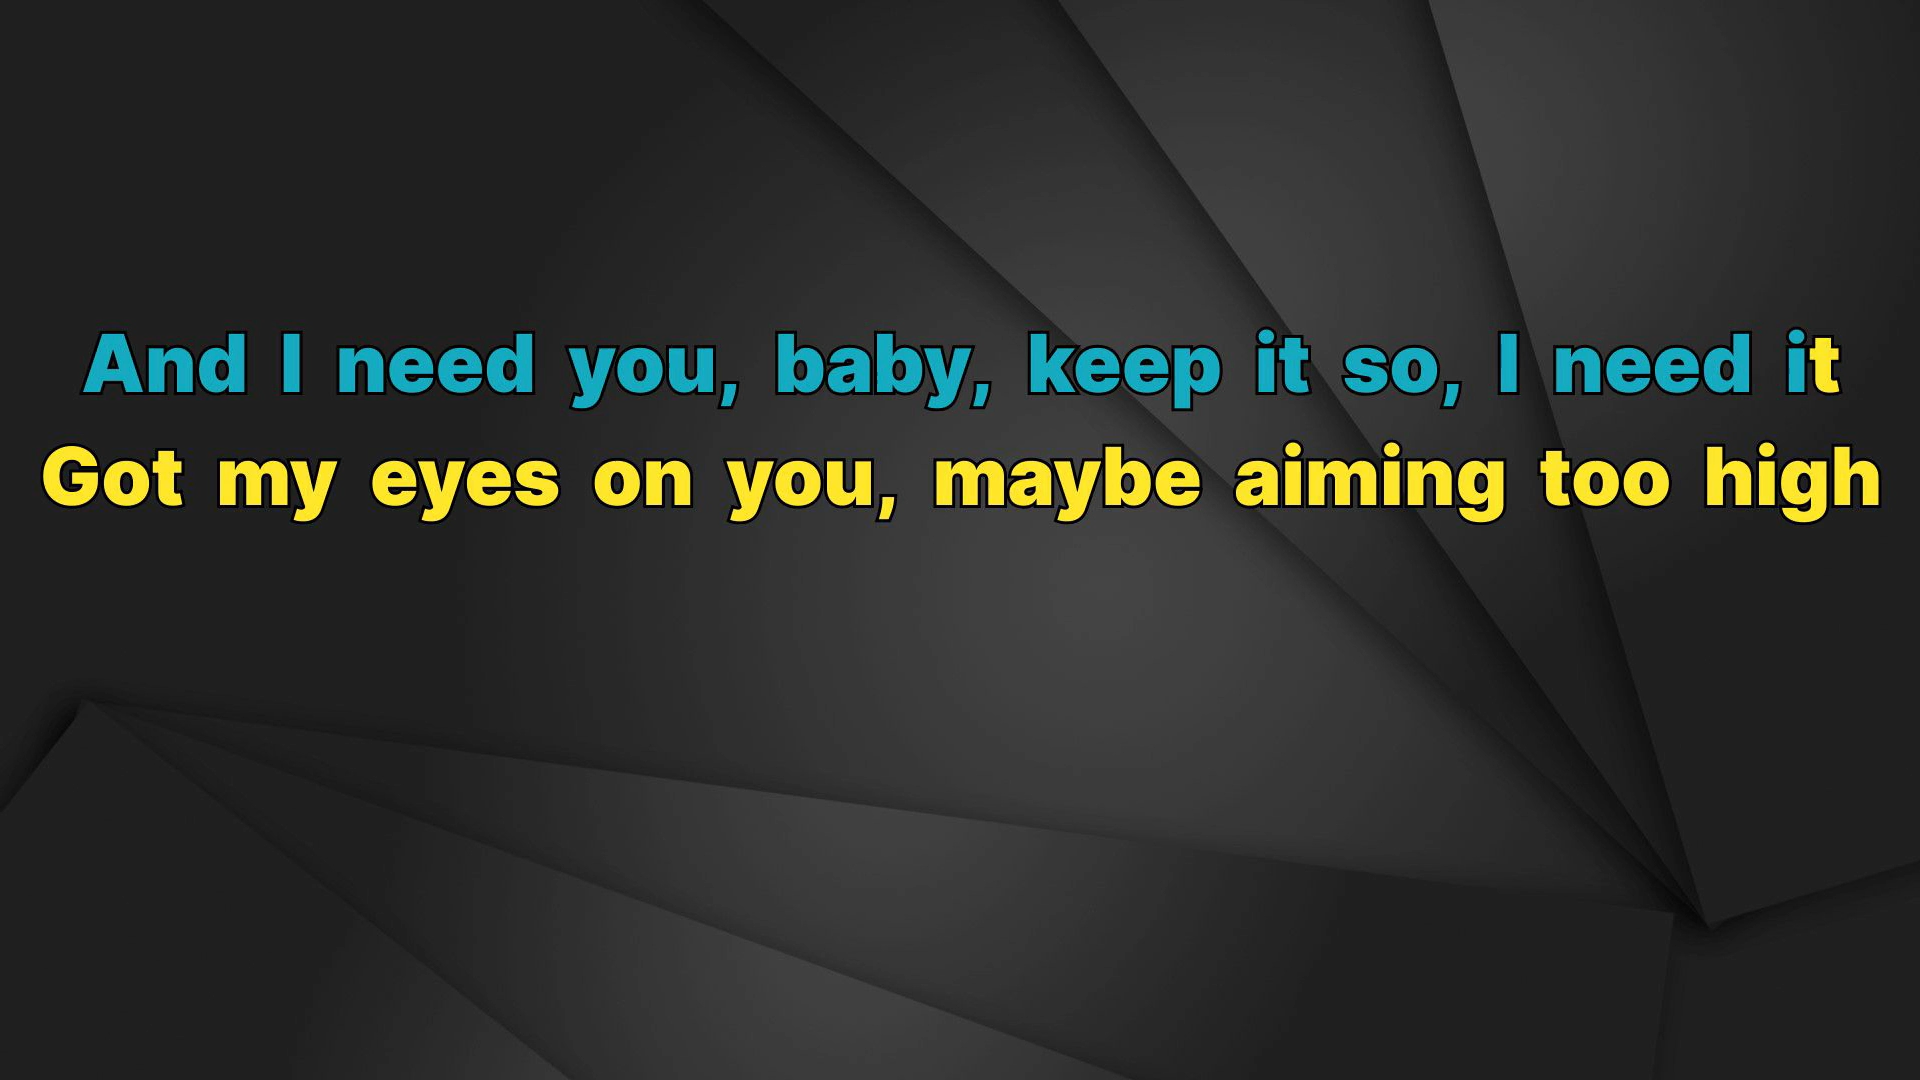 And I need you, baby, keep it so, I need it
Got my eyes on you, maybe aiming too high